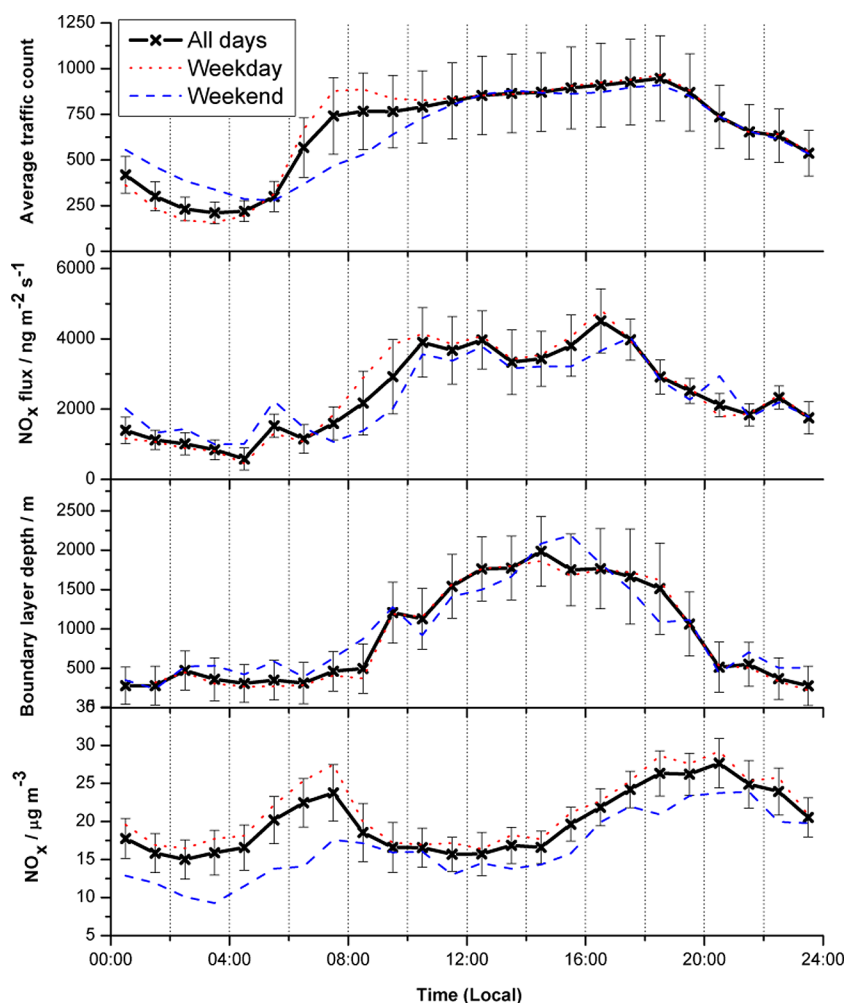 All days
Weekday
Weekend
Average traffic count
1250
1000
750
500
250
0
NOx flux / ng m⁻² s⁻¹
6000
4000
2000
0
Boundary layer depth / m
2500
2000
1500
1000
500
NOx / µg m⁻³
30
25
20
15
10
5
00:00 04:00 08:00 12:00 16:00 20:00 24:00
Time (Local)